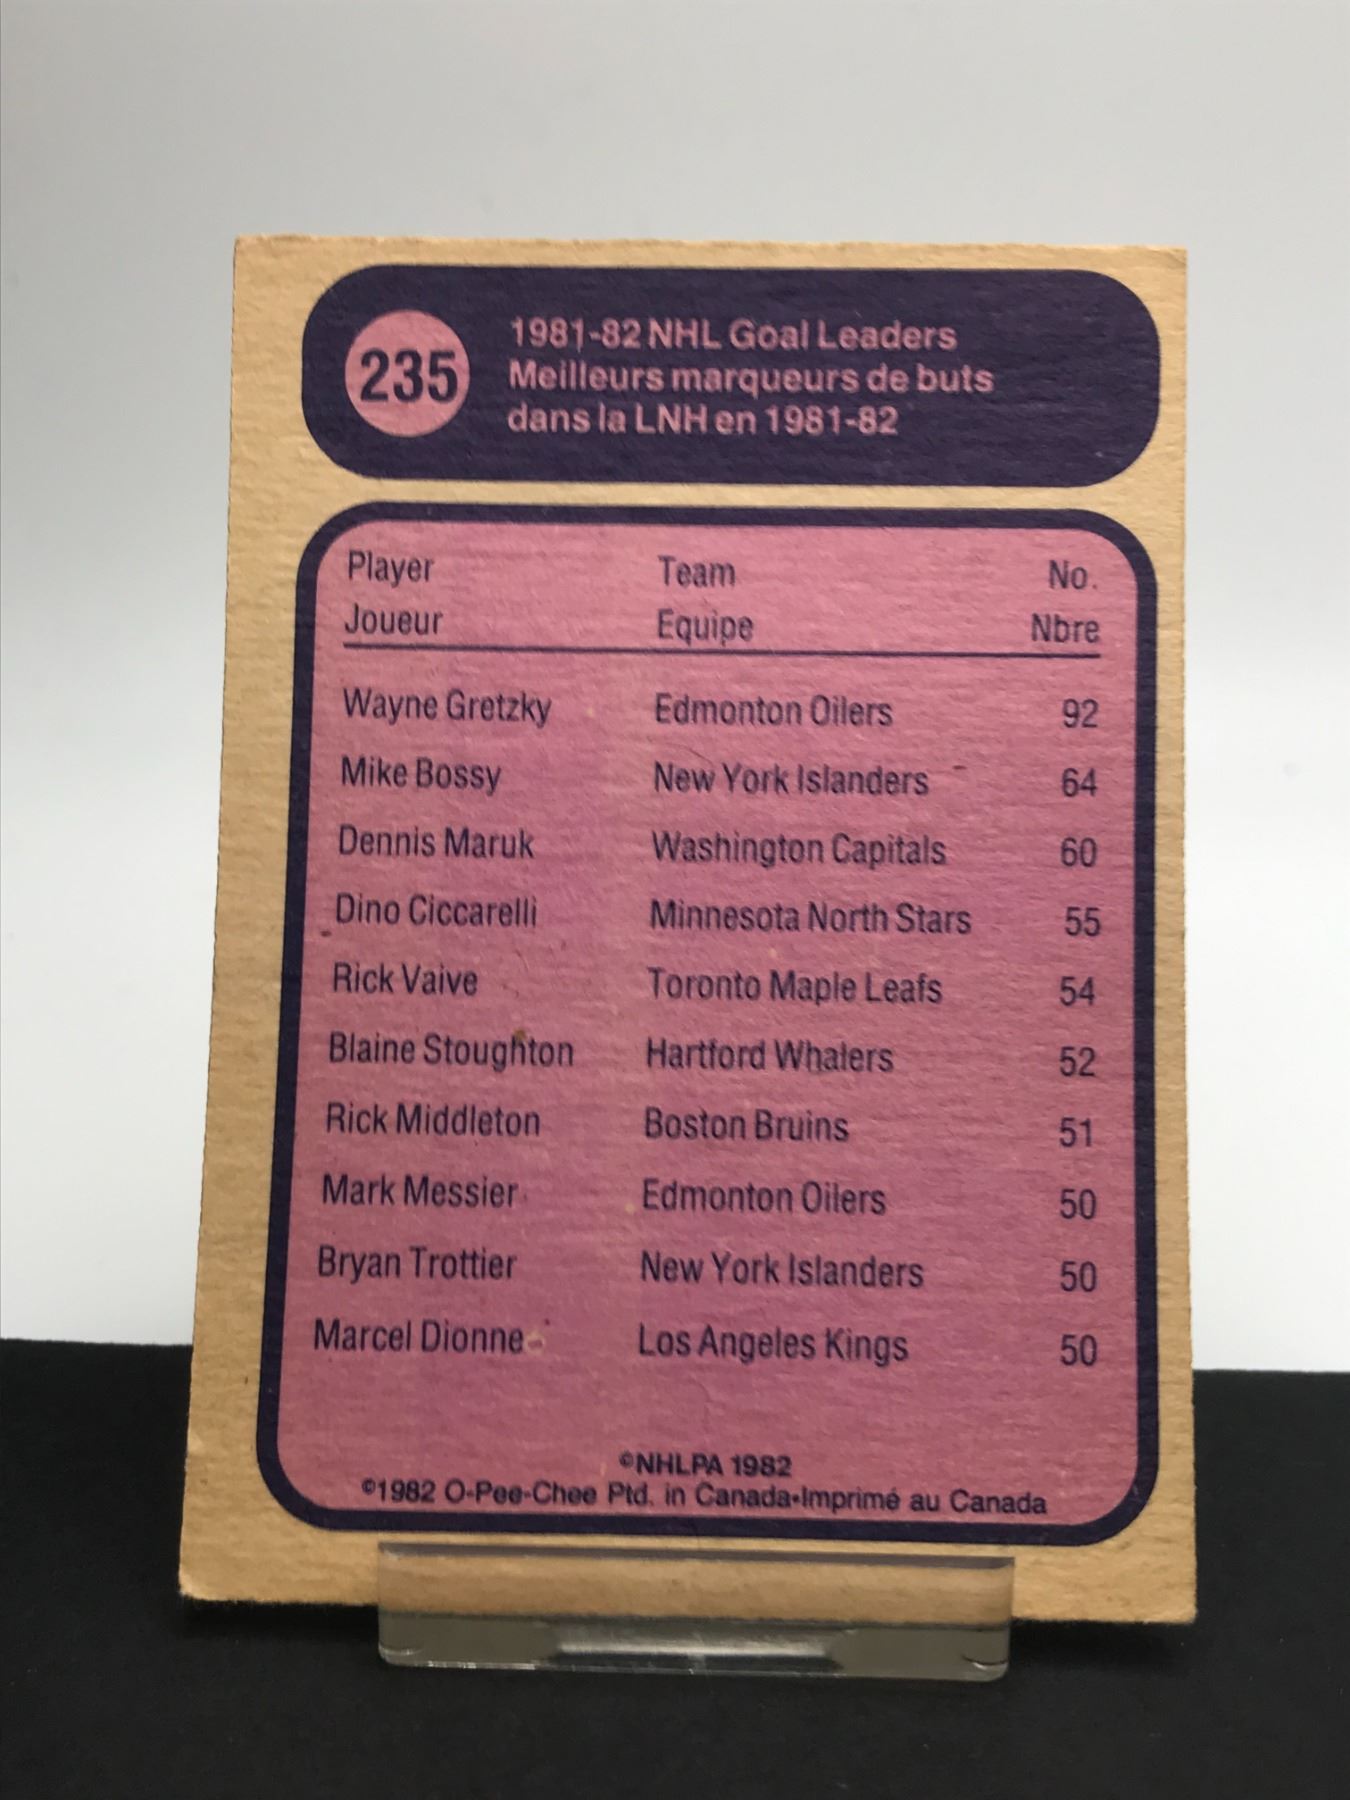 235
1981-82 NHL Goal Leaders
Meilleurs marqueurs de buts
dans la LNH en 1981-82
Player Team No.
Joueur Equipe Nbre
Wayne Gretzky Edmonton Oilers 92
Mike Bossy New York Islanders 64
Dennis Maruk Washington Capitals 60
Dino Ciccarelli Minnesota North Stars 55
Rick Vaive Toronto Maple Leafs 54
Blaine Stoughton Hartford Whalers 52
Rick Middleton Boston Bruins 51
Mark Messier Edmonton Oilers 50
Bryan Trottier New York Islanders 50
Marcel Dionne Los Angeles Kings 50
©NHLPA 1982
©1982 O-Pee-Chee Ptd. in Canada•Imprimé au Canada